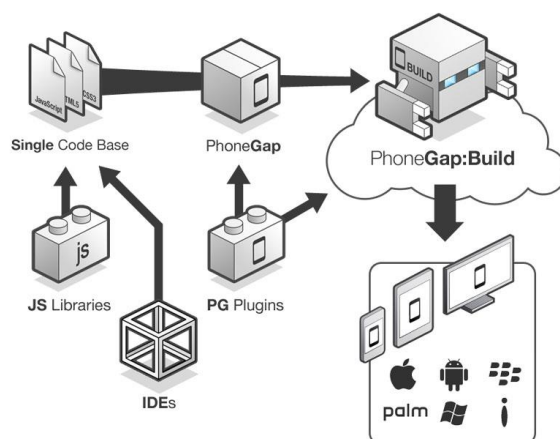 JavaScript
HTML5
CSS3
BUILD
Single Code Base
PhoneGap
PhoneGap:Build
js
JS Libraries
PG Plugins
IDEs
palm